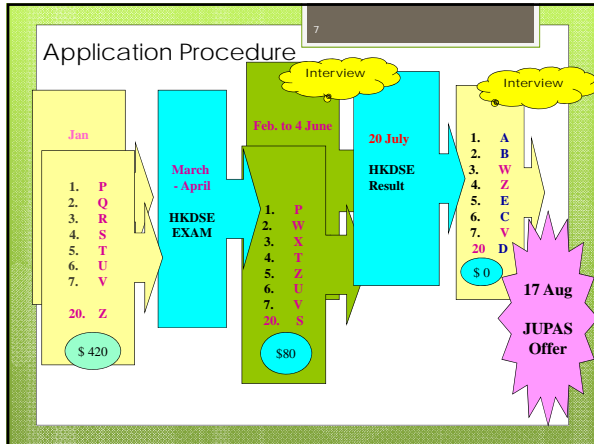 7
Application Procedure
Interview
Interview
Jan
1. P
2. Q
3. R
4. S
5. T
6. U
7. V
20. Z
$ 420
March
- April
HKDSE
EXAM
Feb. to 4 June
1. P
2. W
3. X
4. T
5. Z
6. U
7. V
20. S
$80
20 July
HKDSE
Result
1. A
2. B
3. W
4. Z
5. E
6. C
7. V
20 D
$ 0
17 Aug
JUPAS
Offer